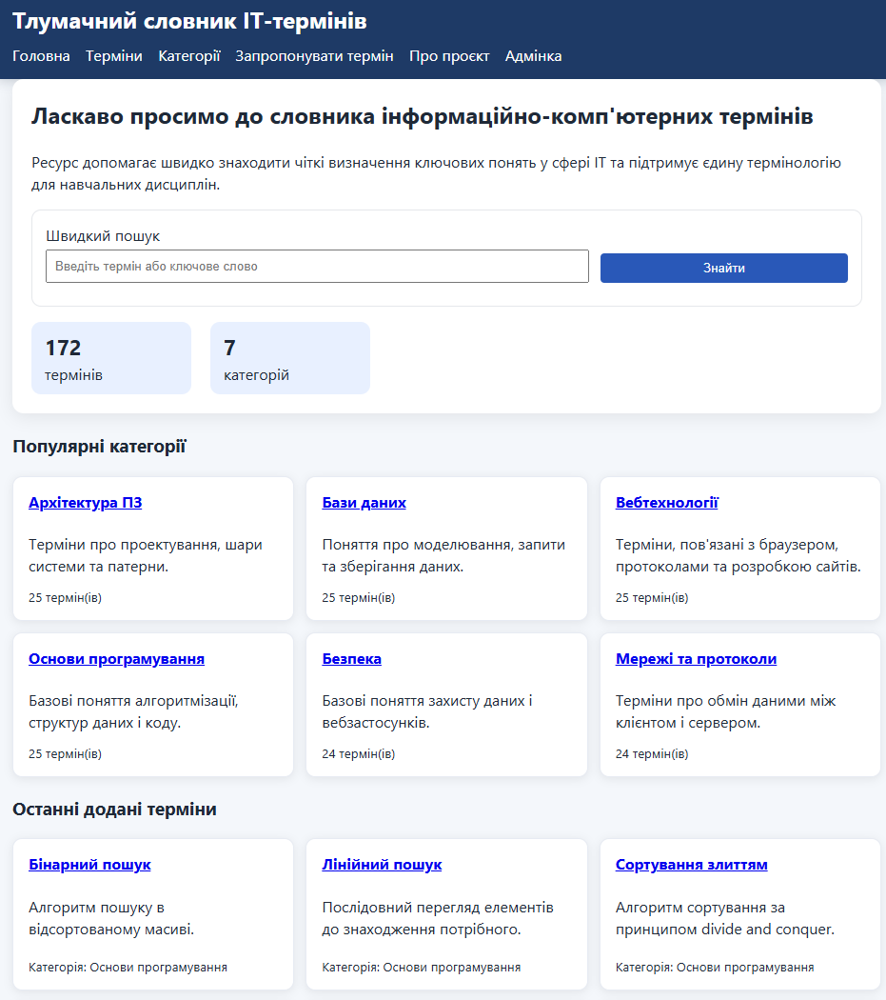 Тлумачний словник ІТ-термінів
Головна Терміни Категорії Запропонувати термін Про проєкт Адмінка
Ласкаво просимо до словника інформаційно-комп'ютерних термінів
Ресурс допомагає швидко знаходити чіткі визначення ключових понять у сфері ІТ та підтримує єдину термінологію
для навчальних дисциплін.
Швидкий пошук
Введіть термін або ключове слово
Знайти
172
термінів
7
категорій
Популярні категорії
Архітектура ПЗ
Терміни про проектування, шари
системи та патерни.
25 термін(ів)
Бази даних
Поняття про моделювання, запити
та зберігання даних.
25 термін(ів)
Вебтехнології
Терміни, пов'язані з браузером,
протоколами та розробкою сайтів.
25 термін(ів)
Основи програмування
Базові поняття алгоритмізації,
структур даних і коду.
25 термін(ів)
Безпека
Базові поняття захисту даних і
вебзастосунків.
24 термін(ів)
Мережі та протоколи
Терміни про обмін даними між
клієнтом і сервером.
24 термін(ів)
Останні додані терміни
Бінарний пошук
Алгоритм пошуку в
відсортованому масиві.
Категорія: Основи програмування
Лінійний пошук
Послідовний перегляд елементів
до знаходження потрібного.
Категорія: Основи програмування
Сортування злиттям
Алгоритм сортування за
принципом divide and conquer.
Категорія: Основи програмування